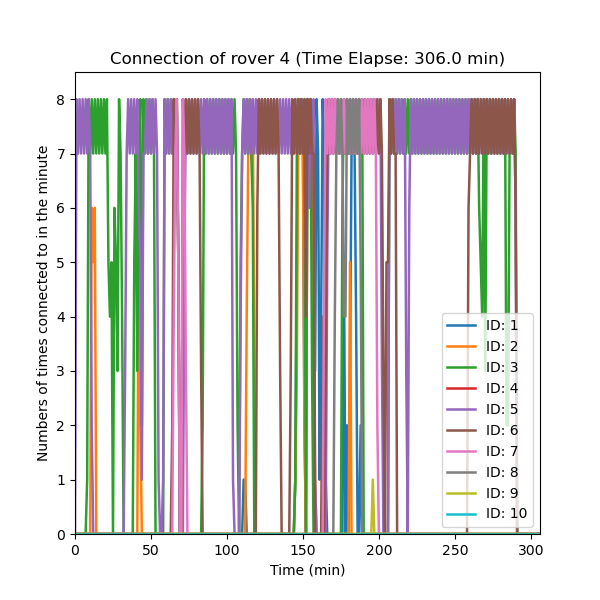 Connection of rover 4 (Time Elapse: 306.0 min)
Numbers of times connected to in the minute
8
7
6
5
4
3
2
1
0
ID: 1
ID: 2
ID: 3
ID: 4
ID: 5
ID: 6
ID: 7
ID: 8
ID: 9
ID: 10
0 50 100 150 200 250 300
Time (min)